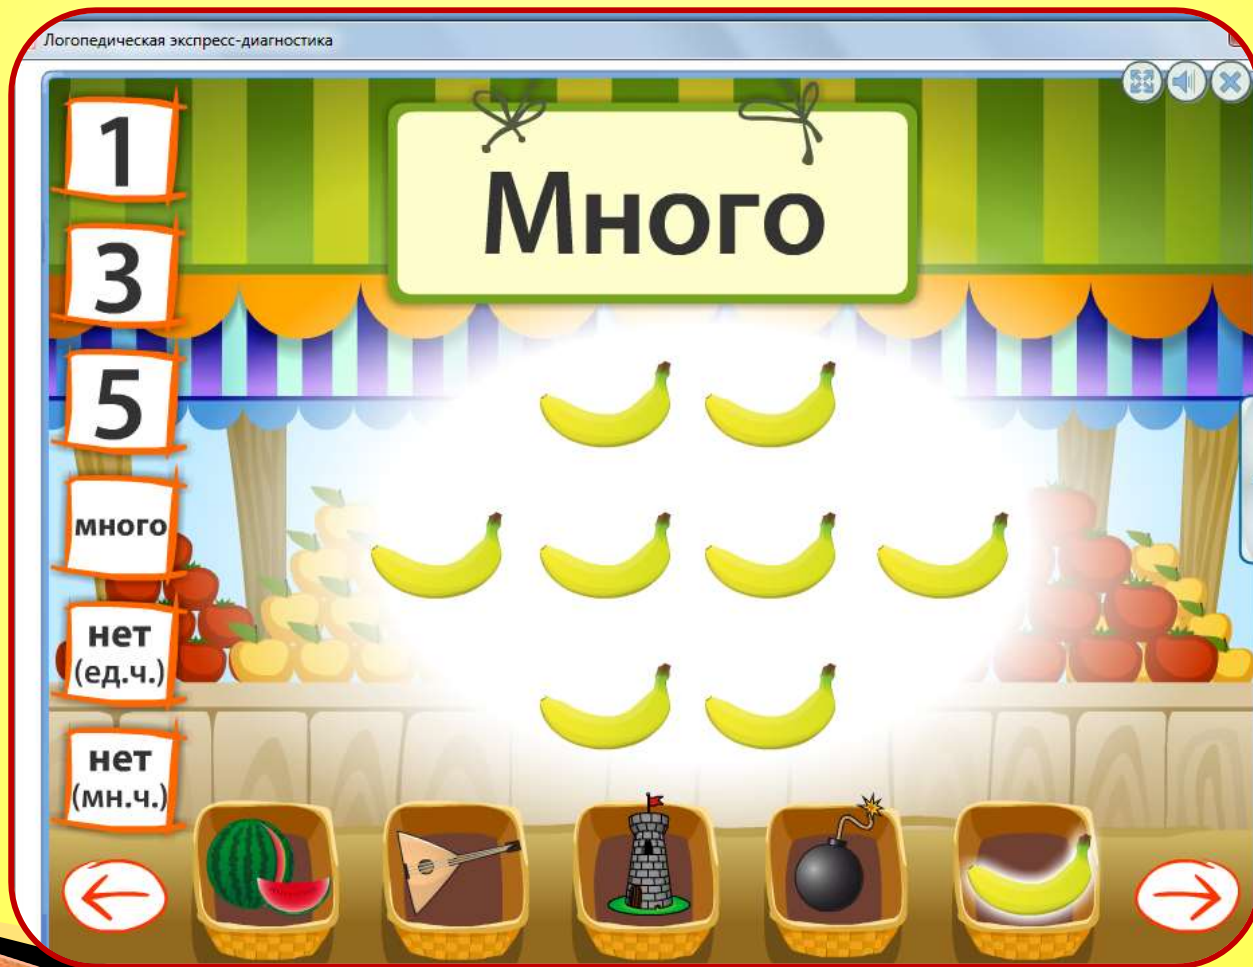 Логопедическая экспресс-диагностика
Много
1
3
5
много
нет
(ед.ч.)
нет
(мн.ч.)